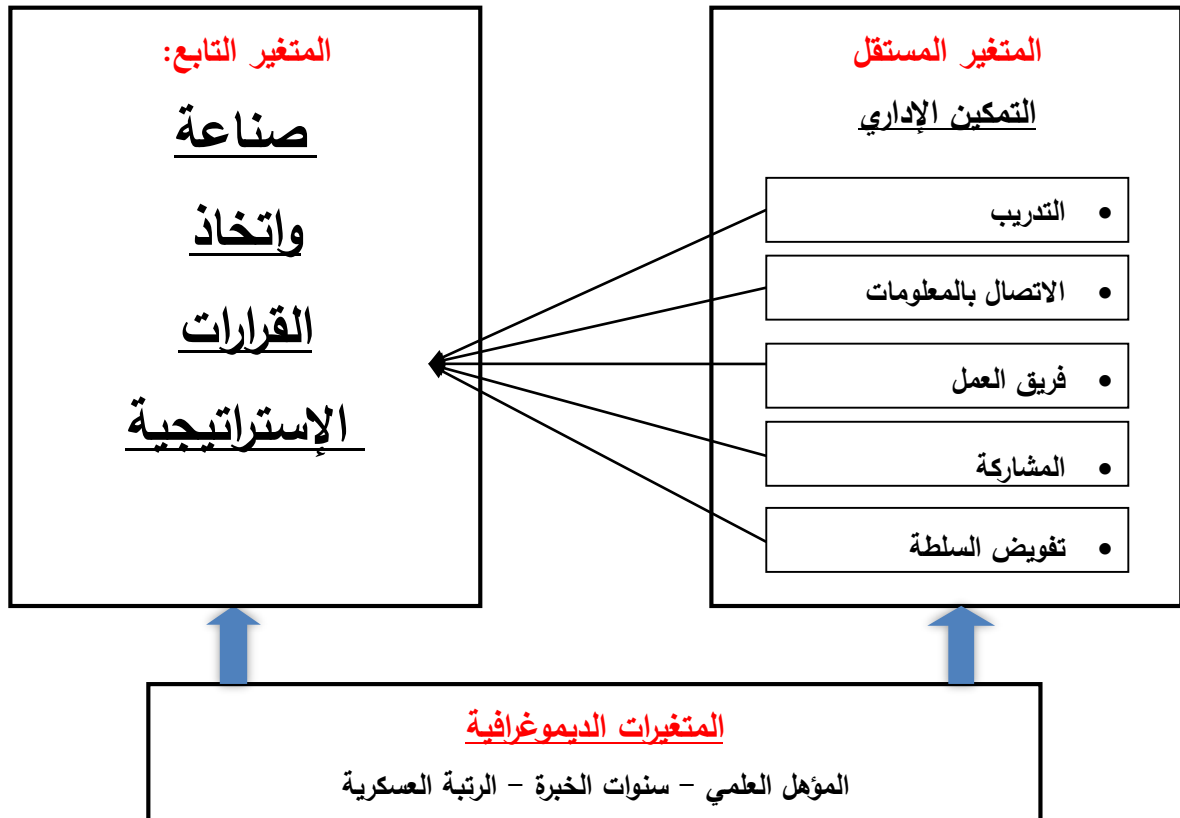 المتغير المستقل
التمكين الإداري
• التدريب
• الاتصال بالمعلومات
• فريق العمل
• المشاركة
• تفويض السلطة
المتغير التابع:
صناعة
واتخاذ
القرارات
الإستراتيجية
المتغيرات الديموغرافية
المؤهل العلمي – سنوات الخبرة – الرتبة العسكرية